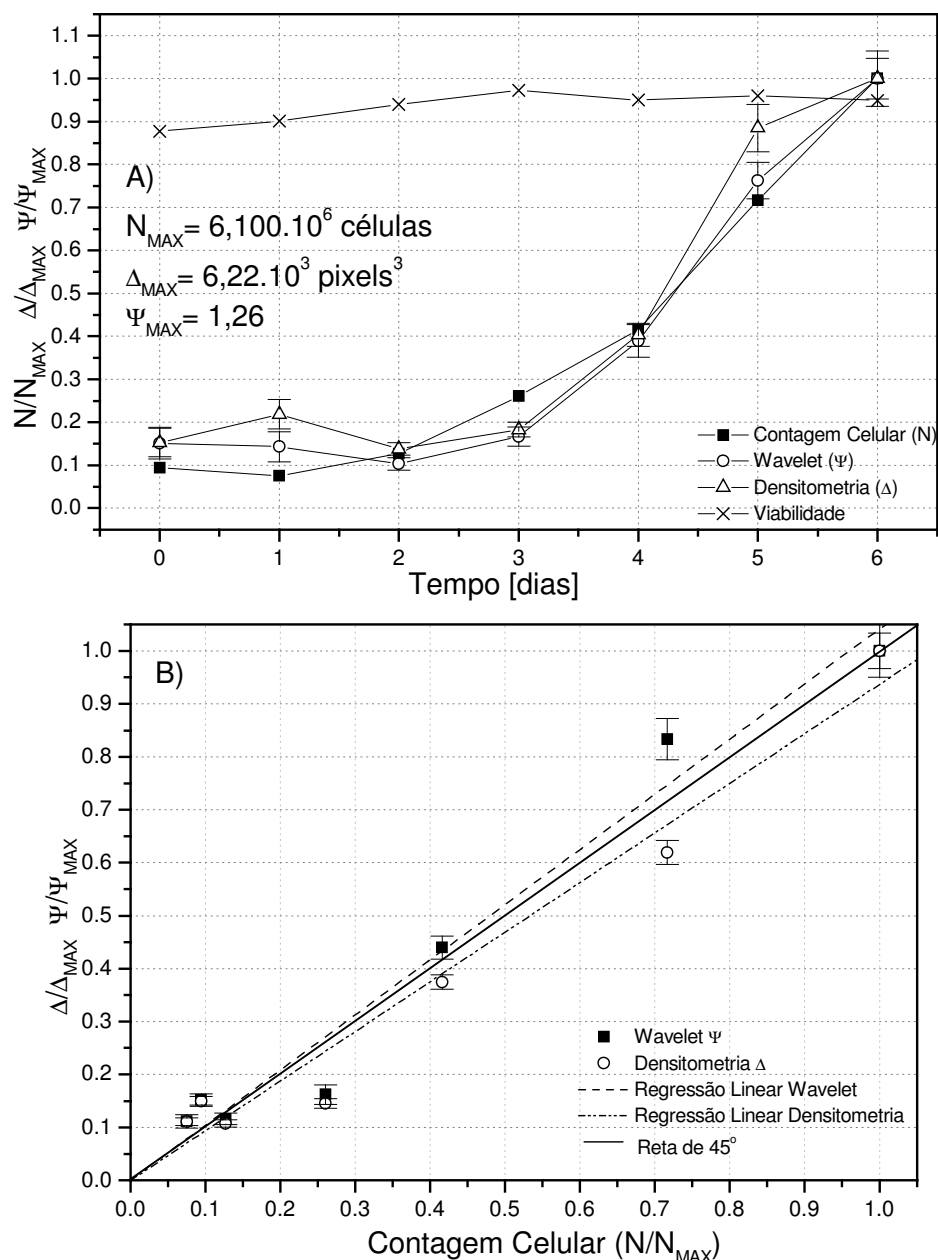 1.1
1.0
0.9
0.8
0.7
0.6
0.5
0.4
0.3
0.2
0.1
0.0
N/N_MAX Δ/Δ_MAX Ψ/Ψ_MAX
A)
N_MAX= 6,100.10^6 células
Δ_MAX= 6,22.10^3 pixels^3
Ψ_MAX= 1,26
Contagem Celular (N)
Wavelet (Ψ)
Densitometria (Δ)
Viabilidade
0 1 2 3 4 5 6
Tempo [dias]
B)
1.0
0.9
0.8
0.7
0.6
0.5
0.4
0.3
0.2
0.1
0.0
Δ/Δ_MAX Ψ/Ψ_MAX
Wavelet Ψ
Densitometria Δ
Regressão Linear Wavelet
Regressão Linear Densitometria
Reta de 45°
0.0 0.1 0.2 0.3 0.4 0.5 0.6 0.7 0.8 0.9 1.0
Contagem Celular (N/N_MAX)